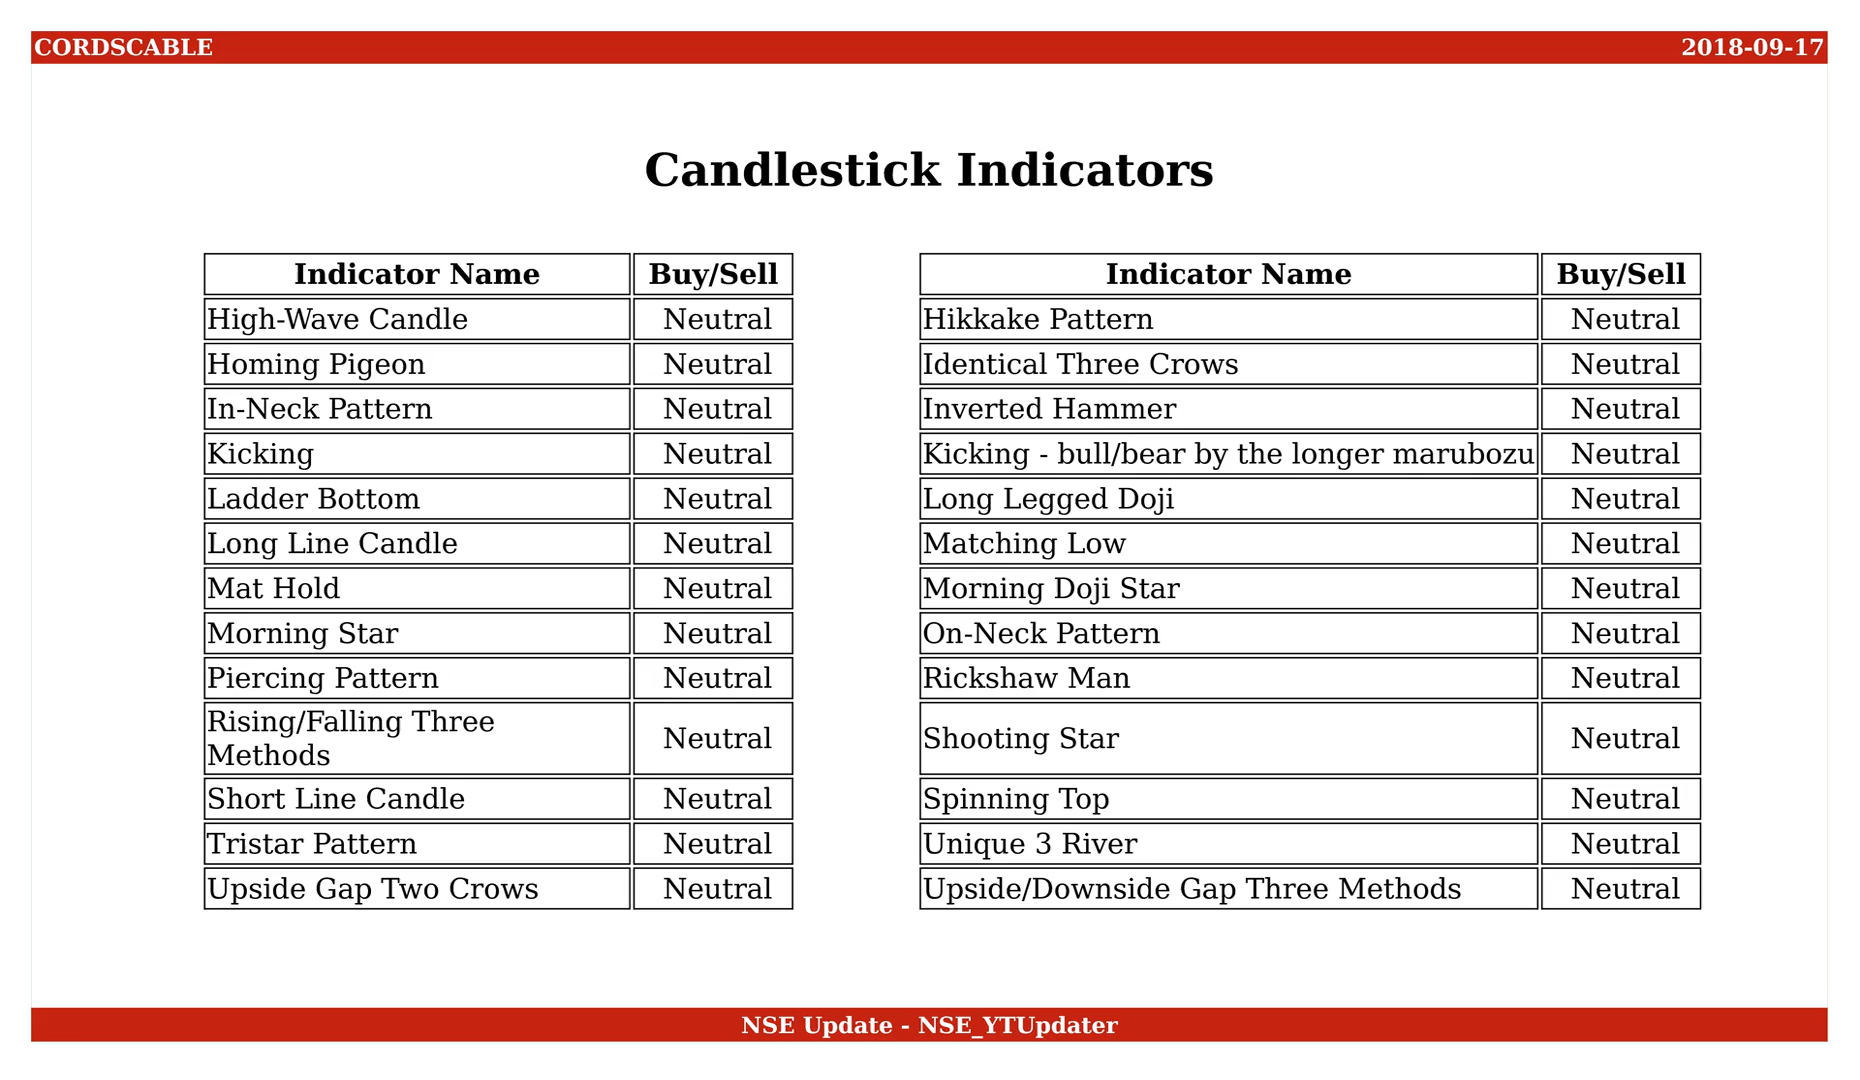 CORDSCABLE
2018-09-17
Candlestick Indicators
Indicator Name Buy/Sell
High-Wave Candle Neutral
Homing Pigeon Neutral
In-Neck Pattern Neutral
Kicking Neutral
Ladder Bottom Neutral
Long Line Candle Neutral
Mat Hold Neutral
Morning Star Neutral
Piercing Pattern Neutral
Rising/Falling Three
Methods Neutral
Short Line Candle Neutral
Tristar Pattern Neutral
Upside Gap Two Crows Neutral
Indicator Name Buy/Sell
Hikkake Pattern Neutral
Identical Three Crows Neutral
Inverted Hammer Neutral
Kicking - bull/bear by the longer marubozu Neutral
Long Legged Doji Neutral
Matching Low Neutral
Morning Doji Star Neutral
On-Neck Pattern Neutral
Rickshaw Man Neutral
Shooting Star Neutral
Spinning Top Neutral
Unique 3 River Neutral
Upside/Downside Gap Three Methods Neutral
NSE Update - NSE_YTUpdater